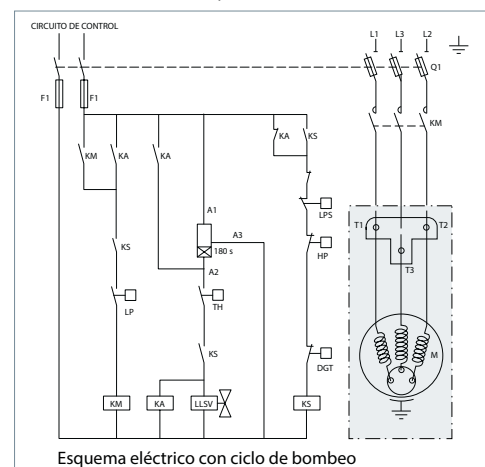 CIRCUITO DE CONTROL
L1 L3 L2
Q1
F1 F1
KM
KA KS
KM KA KA
LPS
A1
T1 T2
A3
HP
180 s
KS
T3
A2
LP TH
M
KS
DGT
KM KA LLSV KS
Esquema eléctrico con ciclo de bombeo